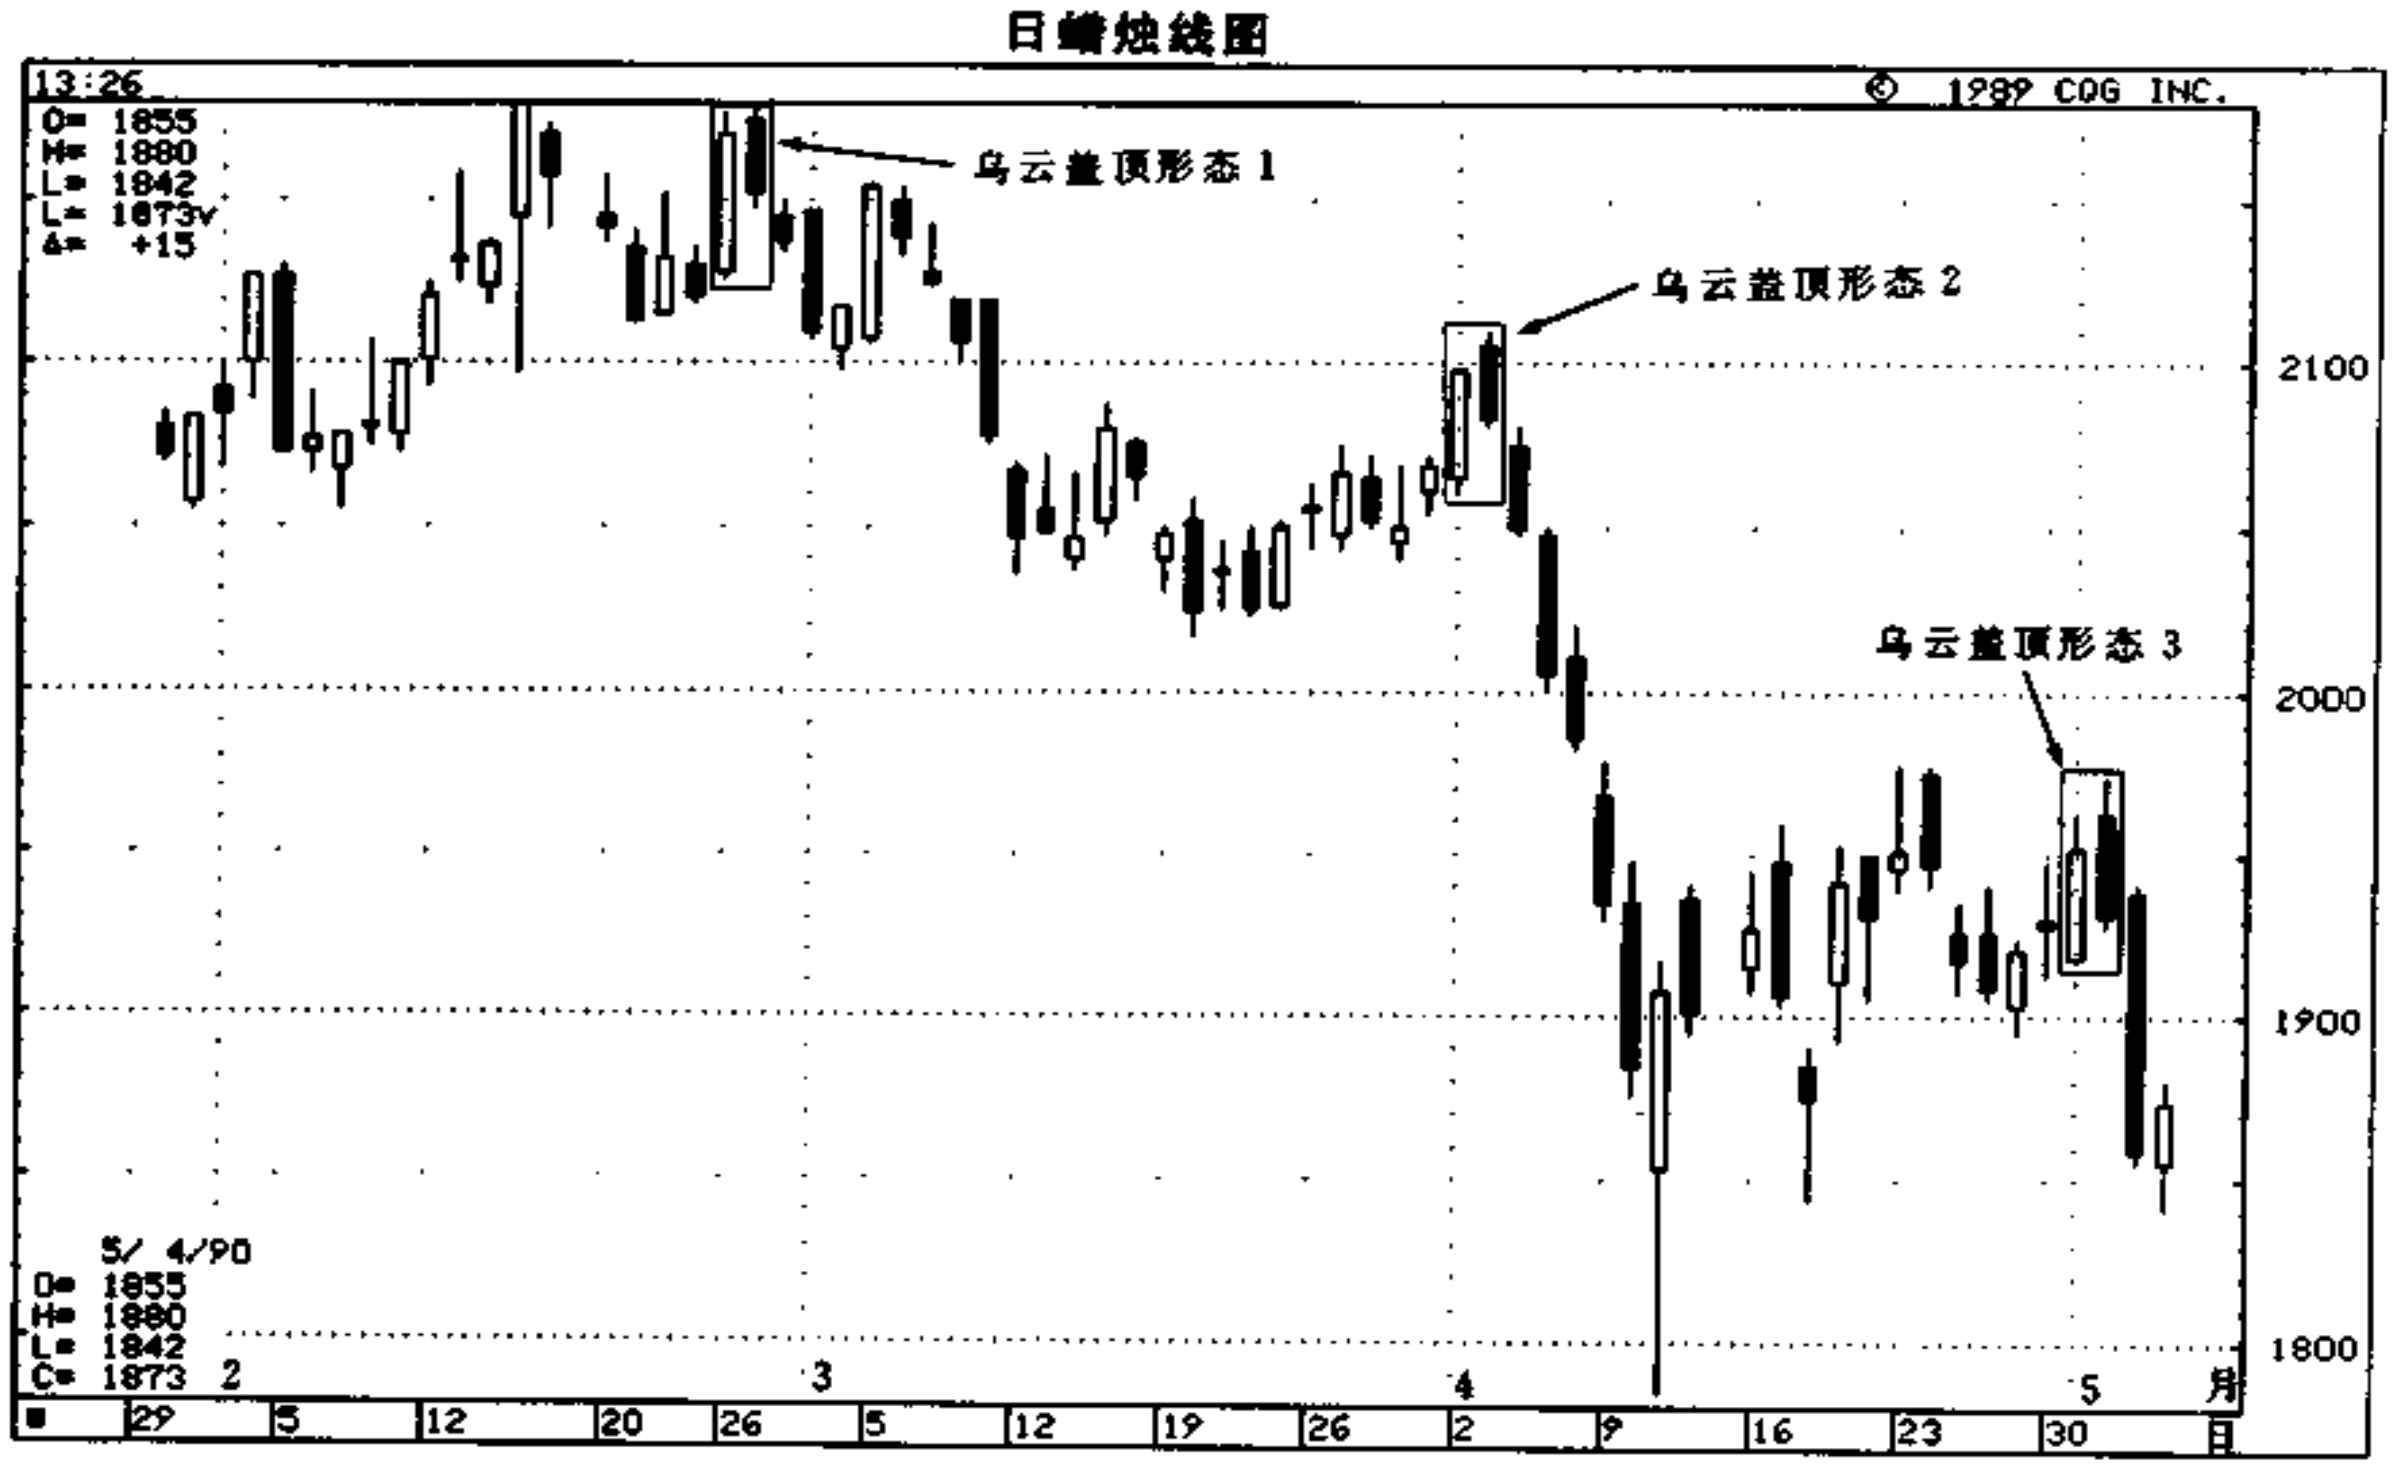 日蜡烛线图
13:26
© 1989 CQG INC.
O= 1855
H= 1880
L= 1842
L= 1873v
Δ= +15
乌云盖顶形态 1
乌云盖顶形态 2
2100
乌云盖顶形态 3
2000
1900
5/ 4/90
O= 1855
H= 1880
L= 1842
C= 1873
1800
2 3 4 5 月
29 5 12 20 26 5 12 19 26 2 9 16 23 30 日